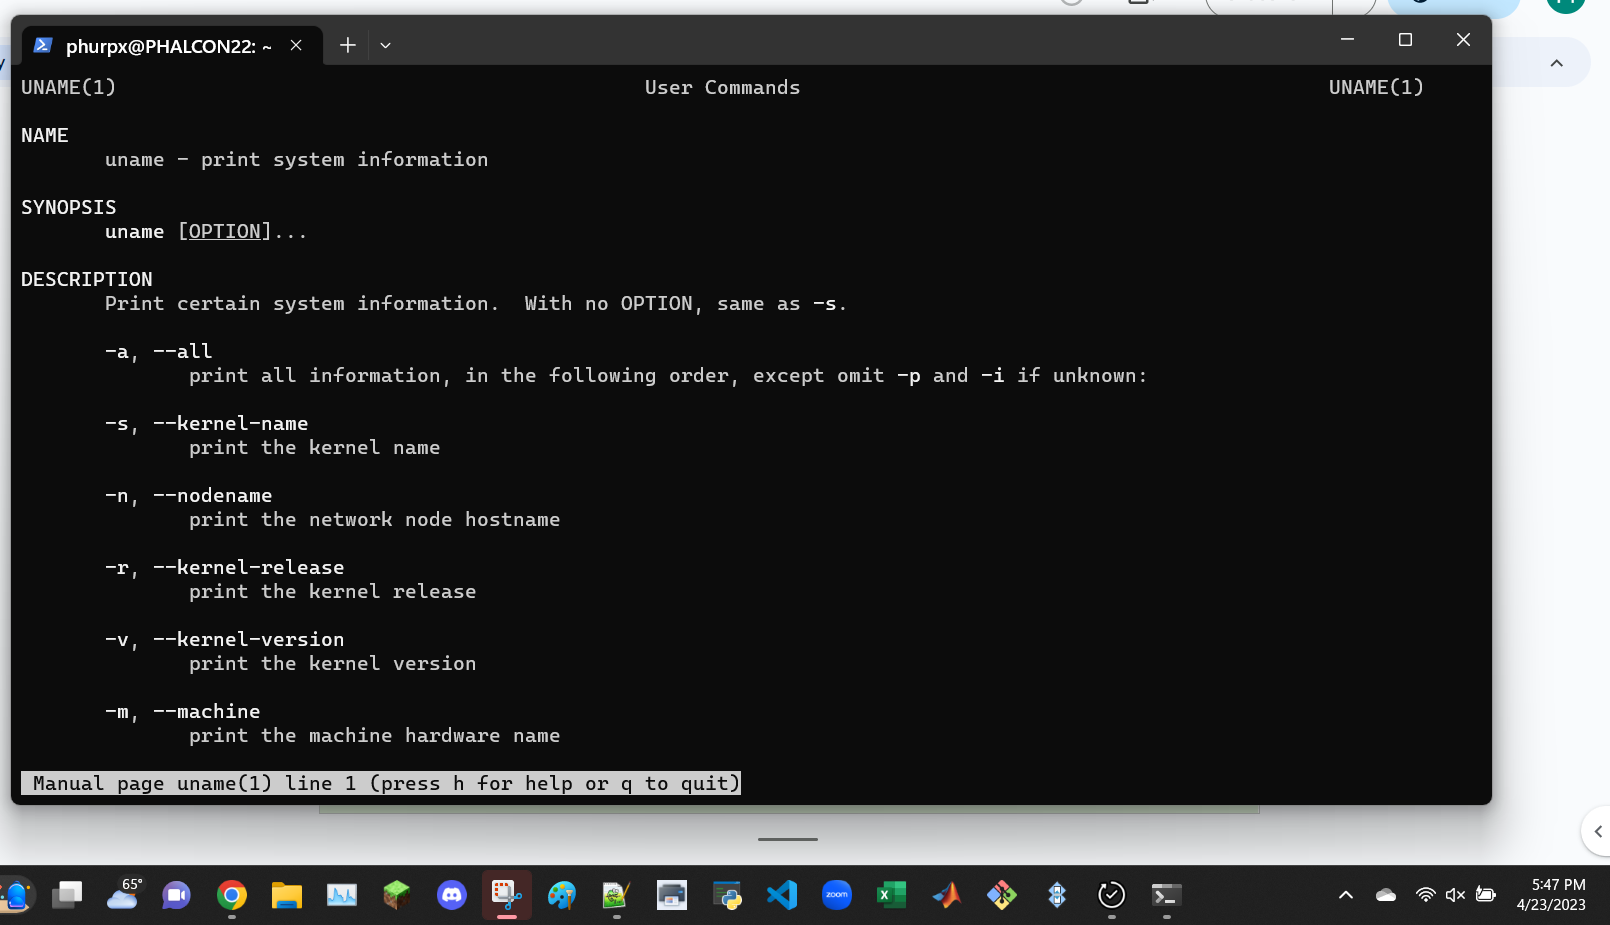 phurpx@PHALCON22: ~
UNAME(1) User Commands UNAME(1)
NAME
uname - print system information
SYNOPSIS
uname [OPTION]...
DESCRIPTION
Print certain system information.  With no OPTION, same as -s.
-a, --all
print all information, in the following order, except omit -p and -i if unknown:
-s, --kernel-name
print the kernel name
-n, --nodename
print the network node hostname
-r, --kernel-release
print the kernel release
-v, --kernel-version
print the kernel version
-m, --machine
print the machine hardware name
Manual page uname(1) line 1 (press h for help or q to quit)
65°
zoom
5:47 PM
4/23/2023